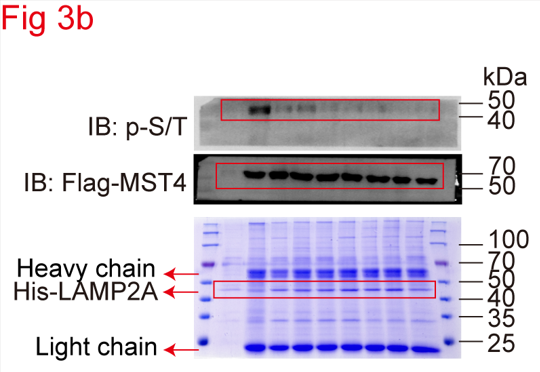 Fig 3b
kDa
50
40
IB: p-S/T
70
50
IB: Flag-MST4
100
70
50
40
35
25
Heavy chain
His-LAMP2A
Light chain